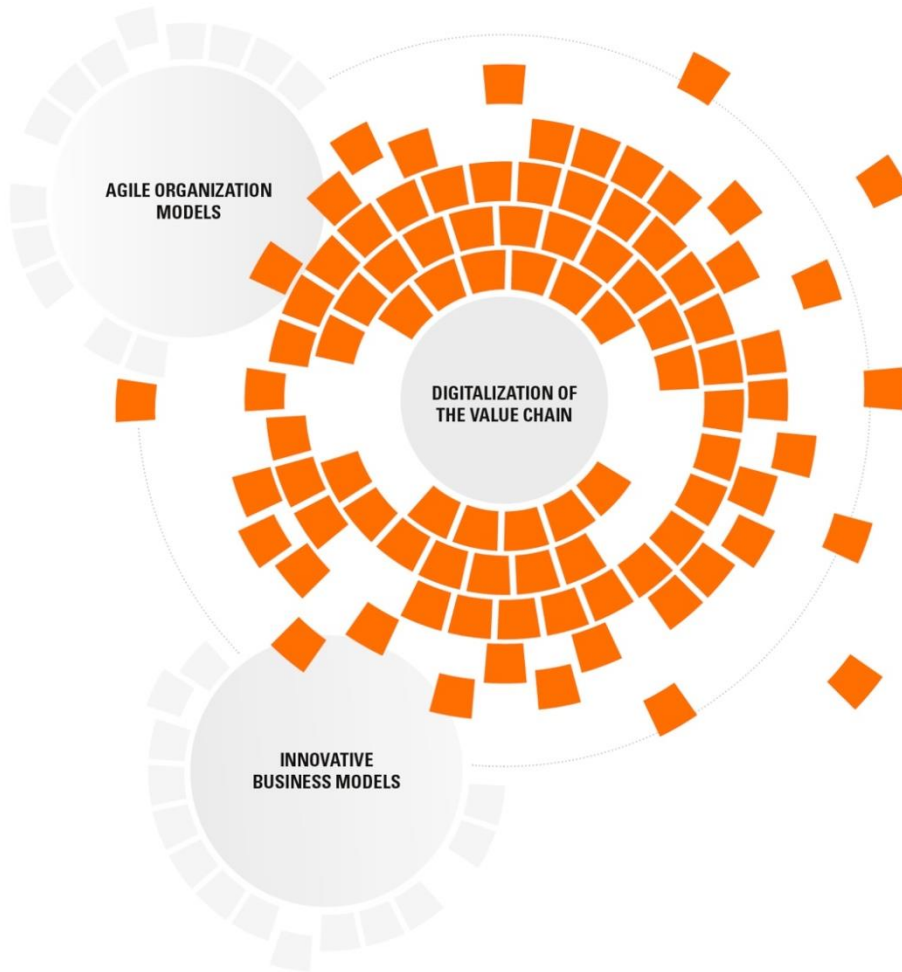 AGILE ORGANIZATION
MODELS
DIGITALIZATION OF
THE VALUE CHAIN
INNOVATIVE
BUSINESS MODELS